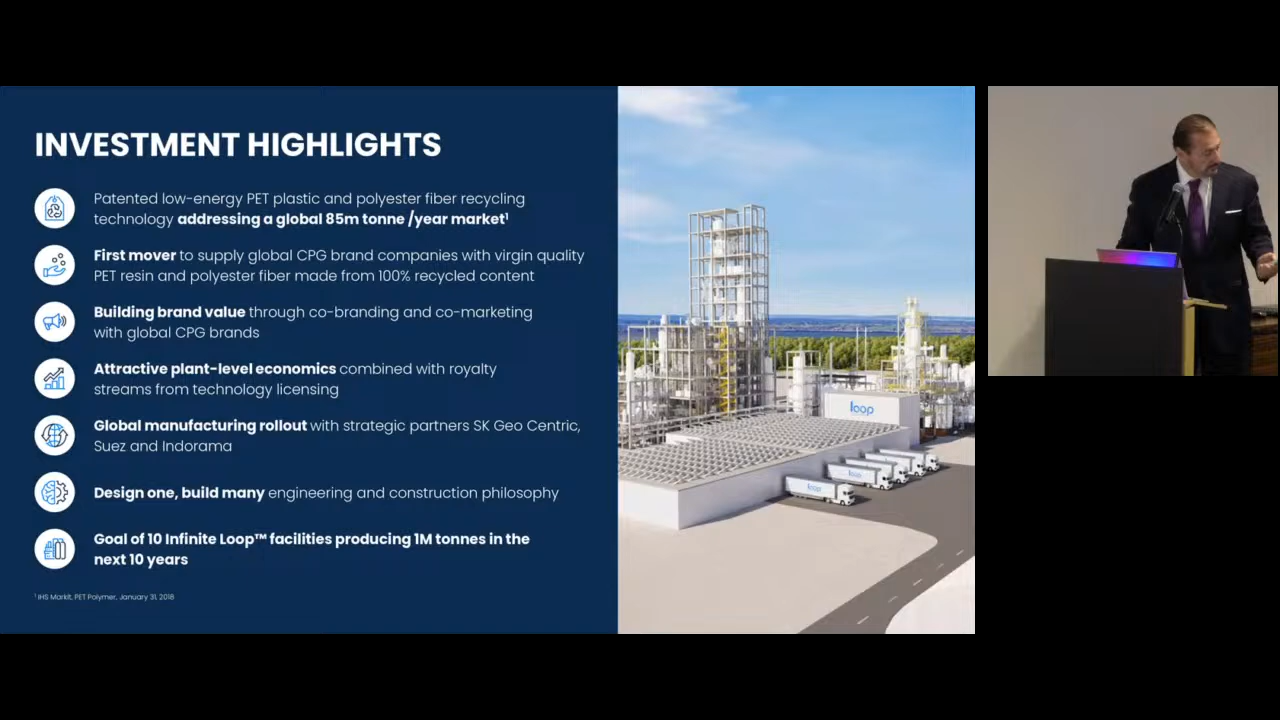 INVESTMENT HIGHLIGHTS
Patented low-energy PET plastic and polyester fiber recycling
technology addressing a global 85m tonne /year market¹
First mover to supply global CPG brand companies with virgin quality
PET resin and polyester fiber made from 100% recycled content
Building brand value through co-branding and co-marketing
with global CPG brands
Attractive plant-level economics combined with royalty
streams from technology licensing
Global manufacturing rollout with strategic partners SK Geo Centric,
Suez and Indorama
Design one, build many engineering and construction philosophy
Goal of 10 Infinite Loop™ facilities producing 1M tonnes in the
next 10 years
¹ IHS Markit, PET Polymer, January 31, 2018
loop
loop
loop
loop
loop